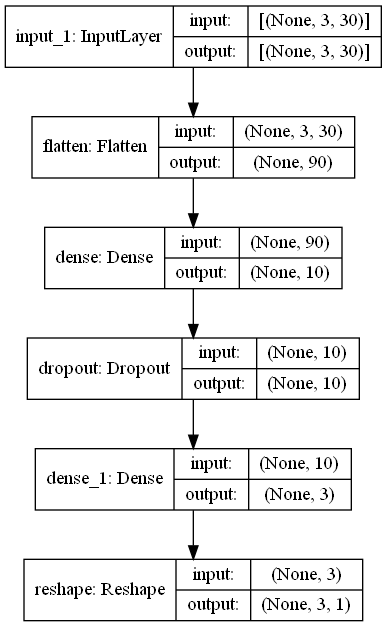 input_1: InputLayer
input: [(None, 3, 30)]
output: [(None, 3, 30)]
flatten: Flatten
input: (None, 3, 30)
output: (None, 90)
dense: Dense
input: (None, 90)
output: (None, 10)
dropout: Dropout
input: (None, 10)
output: (None, 10)
dense_1: Dense
input: (None, 10)
output: (None, 3)
reshape: Reshape
input: (None, 3)
output: (None, 3, 1)